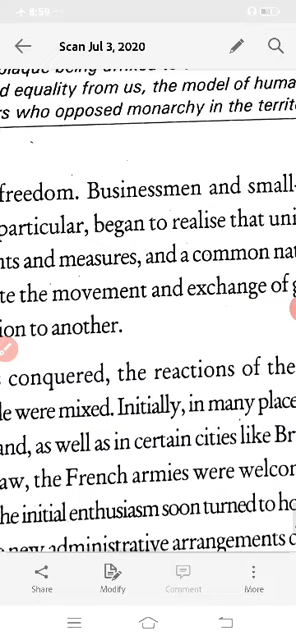 8:59
Scan Jul 3, 2020
plaque being
d equality from us, the model of huma
rs who opposed monarchy in the territ
freedom. Businessmen and small-
particular, began to realise that uni
nts and measures, and a common nat
te the movement and exchange of g
ion to another.
conquered, the reactions of the
le were mixed. Initially, in many place
and, as well as in certain cities like Br
aw, the French armies were welcon
he initial enthusiasm soon turned to ho
new administrative arrangements
Share
Modify
Comment
More